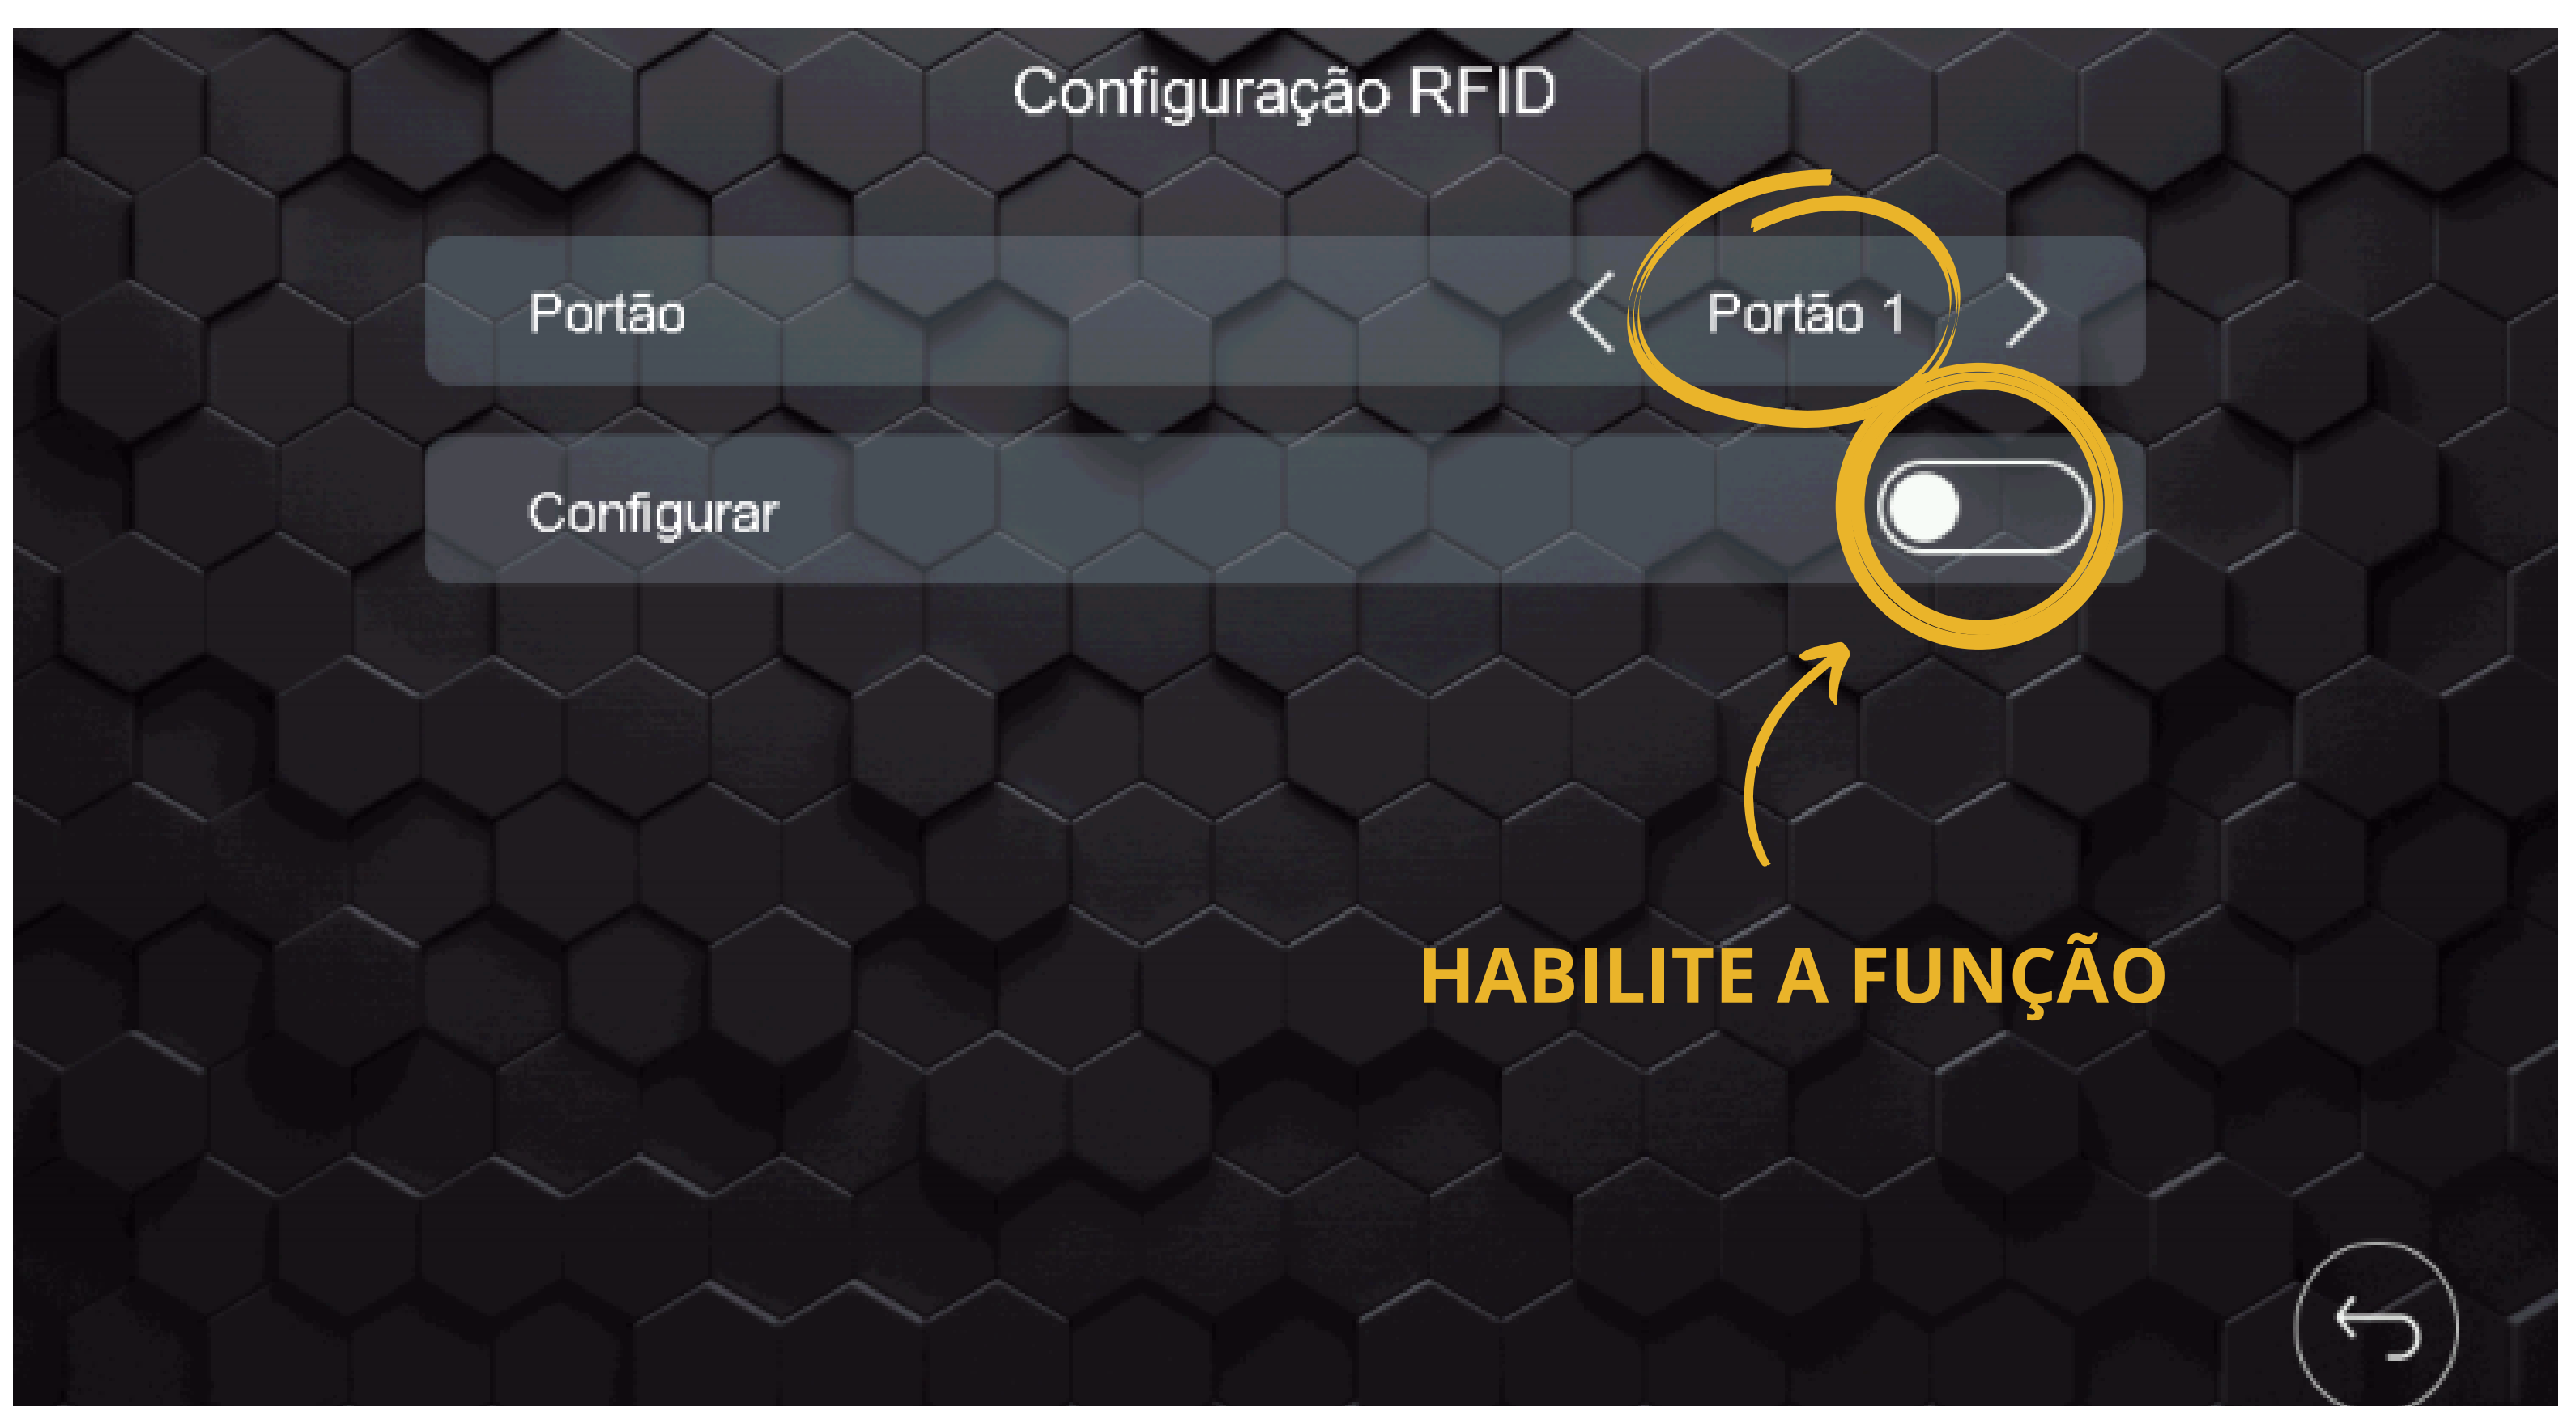 Configuração RFID
Portão
Portão 1
Configurar
HABILITE A FUNÇÃO